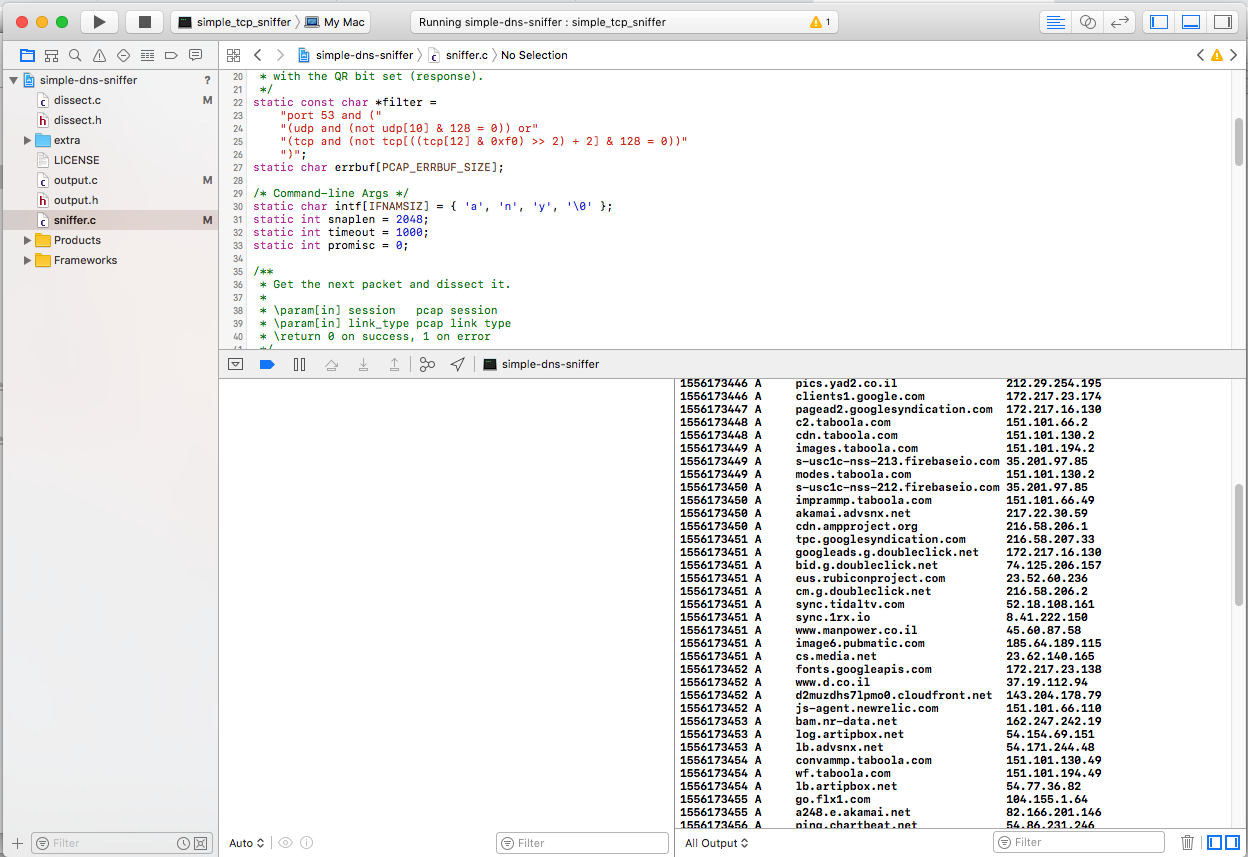 simple_tcp_sniffer My Mac
Running simple-dns-sniffer : simple_tcp_sniffer
1
simple-dns-sniffer sniffer.c No Selection
simple-dns-sniffer ?
dissect.c M
dissect.h
extra
LICENSE
output.c M
output.h
sniffer.c M
Products
Frameworks
20 * with the QR bit set (response).
21 */
22 static const char *filter =
23 "port 53 and ("
24 "(udp and (not udp[10] & 128 = 0)) or"
25 "(tcp and (not tcp[((tcp[12] & 0xf0) >> 2) + 2] & 128 = 0))"
26 ")";
27 static char errbuf[PCAP_ERRBUF_SIZE];
28
29 /* Command-line Args */
30 static char intf[IFNAMSIZ] = { 'a', 'n', 'y', '\0' };
31 static int snaplen = 2048;
32 static int timeout = 1000;
33 static int promisc = 0;
34
35 /**
36 * Get the next packet and dissect it.
37 *
38 * \param[in] session pcap session
39 * \param[in] link_type pcap link type
40 * \return 0 on success, 1 on error
41 */
simple-dns-sniffer
1556173446 A pics.yad2.co.il 212.29.254.195
1556173446 A clients1.google.com 172.217.23.174
1556173447 A pagead2.googlesyndication.com 172.217.16.130
1556173448 A c2.taboola.com 151.101.66.2
1556173448 A cdn.taboola.com 151.101.130.2
1556173449 A images.taboola.com 151.101.194.2
1556173449 A s-usc1c-nss-213.firebaseio.com 35.201.97.85
1556173449 A modes.taboola.com 151.101.130.2
1556173450 A s-usc1c-nss-212.firebaseio.com 35.201.97.85
1556173450 A imprammp.taboola.com 151.101.66.49
1556173450 A akamai.advsnx.net 217.22.30.59
1556173450 A cdn.ampproject.org 216.58.206.1
1556173451 A tpc.googlesyndication.com 216.58.207.33
1556173451 A googleads.g.doubleclick.net 172.217.16.130
1556173451 A bid.g.doubleclick.net 74.125.206.157
1556173451 A eus.rubiconproject.com 23.52.60.236
1556173451 A cm.g.doubleclick.net 216.58.206.2
1556173451 A sync.tidaltv.com 52.18.108.161
1556173451 A sync.1rx.io 8.41.222.150
1556173451 A www.manpower.co.il 45.60.87.58
1556173451 A image6.pubmatic.com 185.64.189.115
1556173451 A cs.media.net 23.62.140.165
1556173452 A fonts.googleapis.com 172.217.23.138
1556173452 A www.d.co.il 37.19.112.94
1556173452 A d2muzdhs7lpmo0.cloudfront.net 143.204.178.79
1556173452 A js-agent.newrelic.com 151.101.66.110
1556173453 A bam.nr-data.net 162.247.242.19
1556173453 A log.artipbox.net 54.154.69.151
1556173453 A lb.advsnx.net 54.171.244.48
1556173454 A convammp.taboola.com 151.101.130.49
1556173454 A wf.taboola.com 151.101.194.49
1556173454 A lb.artipbox.net 54.77.36.82
1556173455 A go.flx1.com 104.155.1.64
1556173455 A a248.e.akamai.net 82.166.201.146
1556173456 A ping.chartbeat.net 54.86.231.246
Filter
Auto
Filter
All Output
Filter